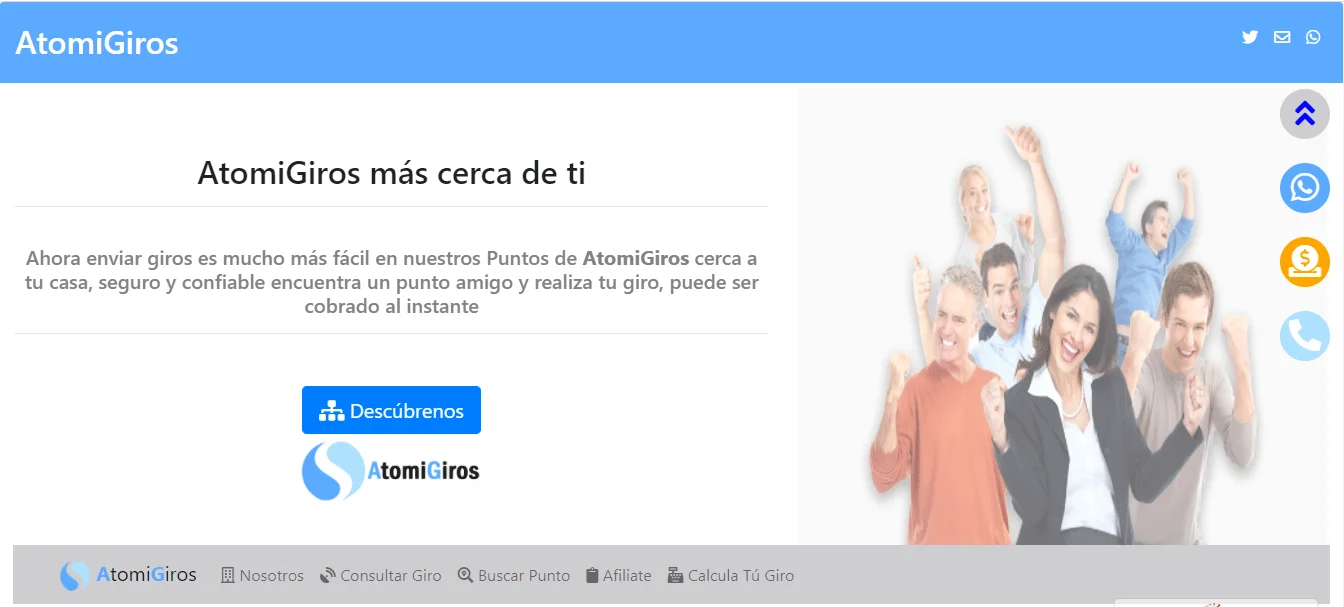 AtomiGiros
AtomiGiros más cerca de ti
Ahora enviar giros es mucho más fácil en nuestros Puntos de AtomiGiros cerca a
tu casa, seguro y confiable encuentra un punto amigo y realiza tu giro, puede ser
cobrado al instante
Descúbrenos
AtomiGiros
AtomiGiros Nosotros Consultar Giro Buscar Punto Afiliate Calcula Tú Giro